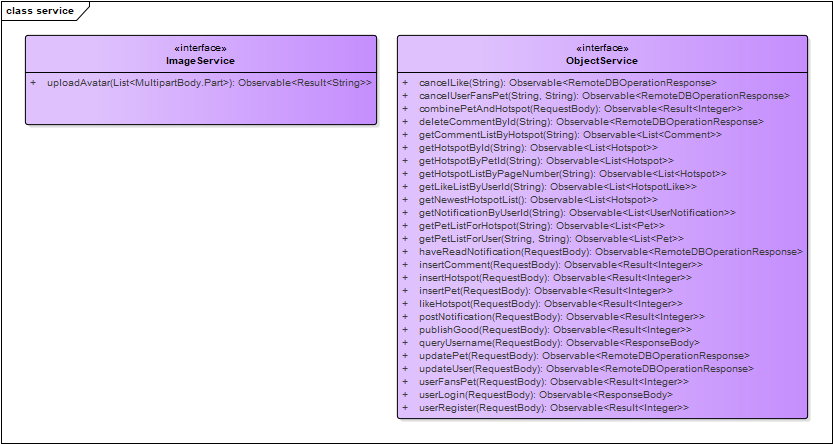 class service
«interface»
ImageService
+ uploadAvatar(List<MultipartBody.Part>): Observable<Result<String>>
«interface»
ObjectService
+ cancelLike(String): Observable<RemoteDBOperationResponse>
+ cancelUserFansPet(String, String): Observable<RemoteDBOperationResponse>
+ combinePetAndHotspot(RequestBody): Observable<Result<Integer>>
+ deleteCommentById(String): Observable<RemoteDBOperationResponse>
+ getCommentListByHotspot(String): Observable<List<Comment>>
+ getHotspotById(String): Observable<List<Hotspot>>
+ getHotspotByPetId(String): Observable<List<Hotspot>>
+ getHotspotListByPageNumber(String): Observable<List<Hotspot>>
+ getLikeListByUserId(String): Observable<List<HotspotLike>>
+ getNewestHotspotList(): Observable<List<Hotspot>>
+ getNotificationByUserId(String): Observable<List<UserNotification>>
+ getPetListForHotspot(String): Observable<List<Pet>>
+ getPetListForUser(String, String): Observable<List<Pet>>
+ haveReadNotification(RequestBody): Observable<RemoteDBOperationResponse>
+ insertComment(RequestBody): Observable<Result<Integer>>
+ insertHotspot(RequestBody): Observable<Result<Integer>>
+ insertPet(RequestBody): Observable<Result<Integer>>
+ likeHotspot(RequestBody): Observable<Result<Integer>>
+ postNotification(RequestBody): Observable<Result<Integer>>
+ publishGood(RequestBody): Observable<Result<Integer>>
+ queryUsername(RequestBody): Observable<ResponseBody>
+ updatePet(RequestBody): Observable<RemoteDBOperationResponse>
+ updateUser(RequestBody): Observable<RemoteDBOperationResponse>
+ userFansPet(RequestBody): Observable<Result<Integer>>
+ userLogin(RequestBody): Observable<ResponseBody>
+ userRegister(RequestBody): Observable<Result<Integer>>